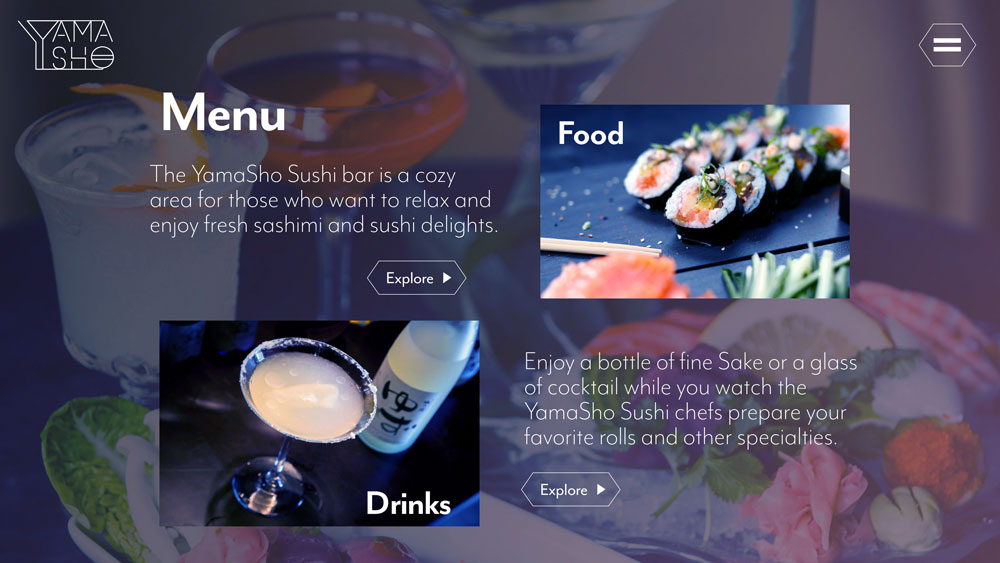 YAMA
SHO
Menu
The YamaSho Sushi bar is a cozy
area for those who want to relax and
enjoy fresh sashimi and sushi delights.
Explore
Food
Drinks
Enjoy a bottle of fine Sake or a glass
of cocktail while you watch the
YamaSho Sushi chefs prepare your
favorite rolls and other specialties.
Explore